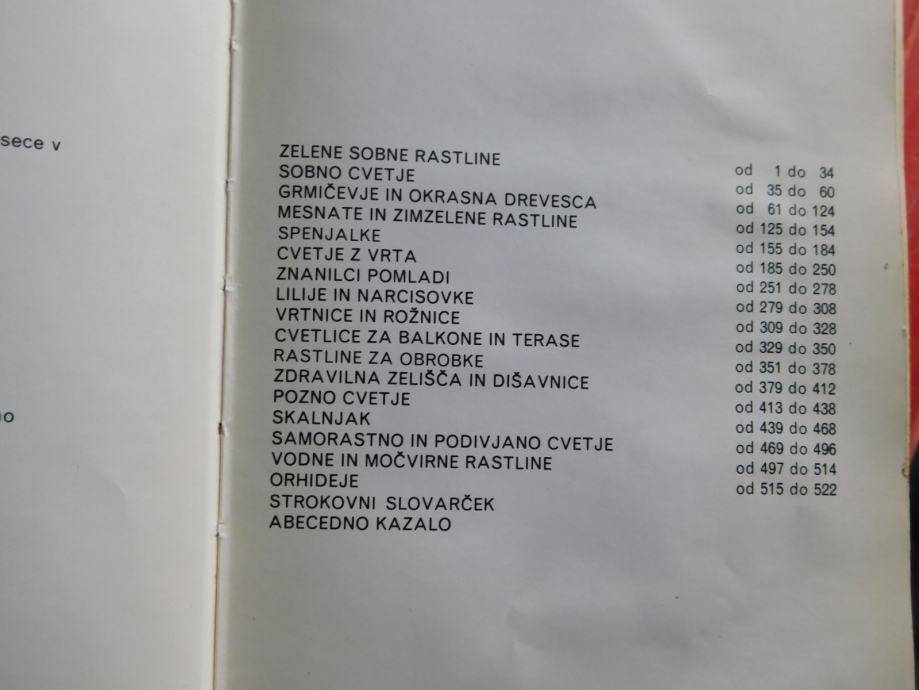 sece v
ZELENE SOBNE RASTLINE od 1 do 34
SOBNO CVETJE od 35 do 60
GRMIČEVJE IN OKRASNA DREVESCA od 61 do 124
MESNATE IN ZIMZELENE RASTLINE od 125 do 154
SPENJALKE od 155 do 184
CVETJE Z VRTA od 185 do 250
ZNANILCI POMLADI od 251 do 278
LILIJE IN NARCISOVKE od 279 do 308
VRTNICE IN ROŽNICE od 309 do 328
CVETLICE ZA BALKONE IN TERASE od 329 do 350
RASTLINE ZA OBROBKE od 351 do 378
ZDRAVILNA ZELIŠČA IN DIŠAVNICE od 379 do 412
POZNO CVETJE od 413 do 438
SKALNJAK od 439 do 468
SAMORASTNO IN PODIVJANO CVETJE od 469 do 496
VODNE IN MOČVIRNE RASTLINE od 497 do 514
ORHIDEJE od 515 do 522
STROKOVNI SLOVARČEK
ABECEDNO KAZALO